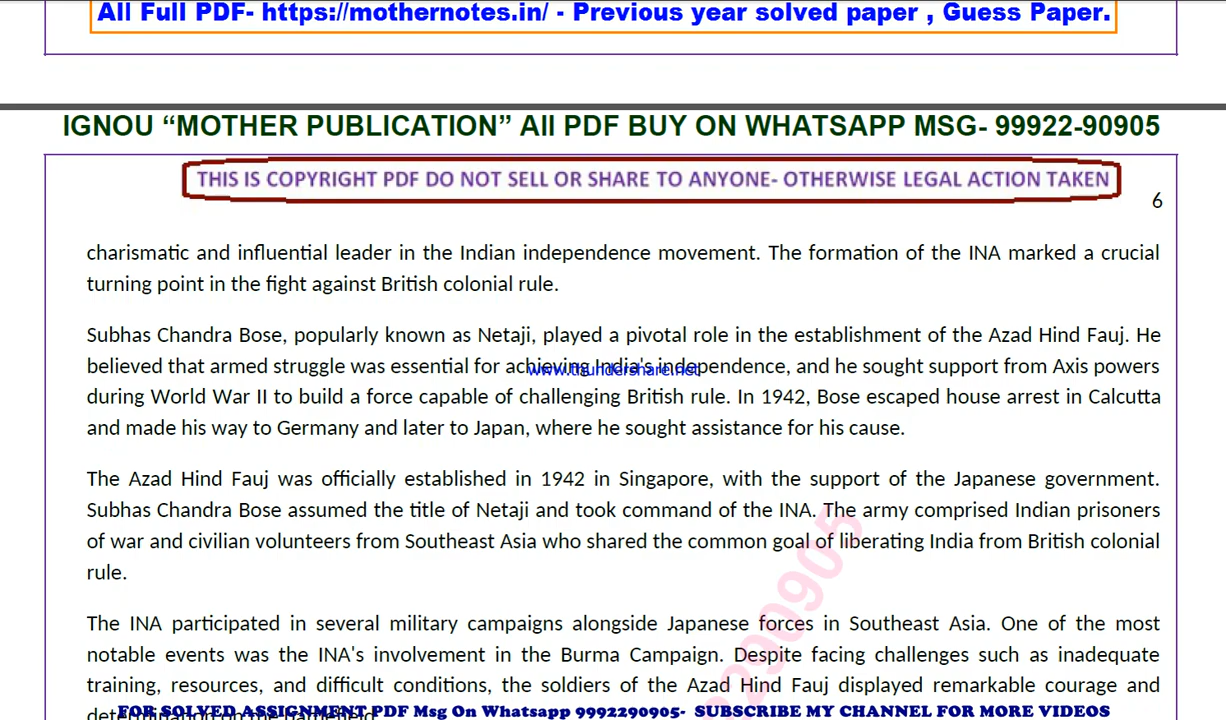 All Full PDF- https://mothernotes.in/ - Previous year solved paper , Guess Paper.
IGNOU “MOTHER PUBLICATION” All PDF BUY ON WHATSAPP MSG- 99922-90905
THIS IS COPYRIGHT PDF DO NOT SELL OR SHARE TO ANYONE- OTHERWISE LEGAL ACTION TAKEN
6
charismatic and influential leader in the Indian independence movement. The formation of the INA marked a crucial
turning point in the fight against British colonial rule.
Subhas Chandra Bose, popularly known as Netaji, played a pivotal role in the establishment of the Azad Hind Fauj. He
believed that armed struggle was essential for achieving India's independence, and he sought support from Axis powers
www.thundershare.net
during World War II to build a force capable of challenging British rule. In 1942, Bose escaped house arrest in Calcutta
and made his way to Germany and later to Japan, where he sought assistance for his cause.
The Azad Hind Fauj was officially established in 1942 in Singapore, with the support of the Japanese government.
Subhas Chandra Bose assumed the title of Netaji and took command of the INA. The army comprised Indian prisoners
of war and civilian volunteers from Southeast Asia who shared the common goal of liberating India from British colonial
rule.
The INA participated in several military campaigns alongside Japanese forces in Southeast Asia. One of the most
notable events was the INA's involvement in the Burma Campaign. Despite facing challenges such as inadequate
training, resources, and difficult conditions, the soldiers of the Azad Hind Fauj displayed remarkable courage and
determination on the battlefield.
FOR SOLVED ASSIGNMENT PDF Msg On Whatsapp 9992290905- SUBSCRIBE MY CHANNEL FOR MORE VIDEOS